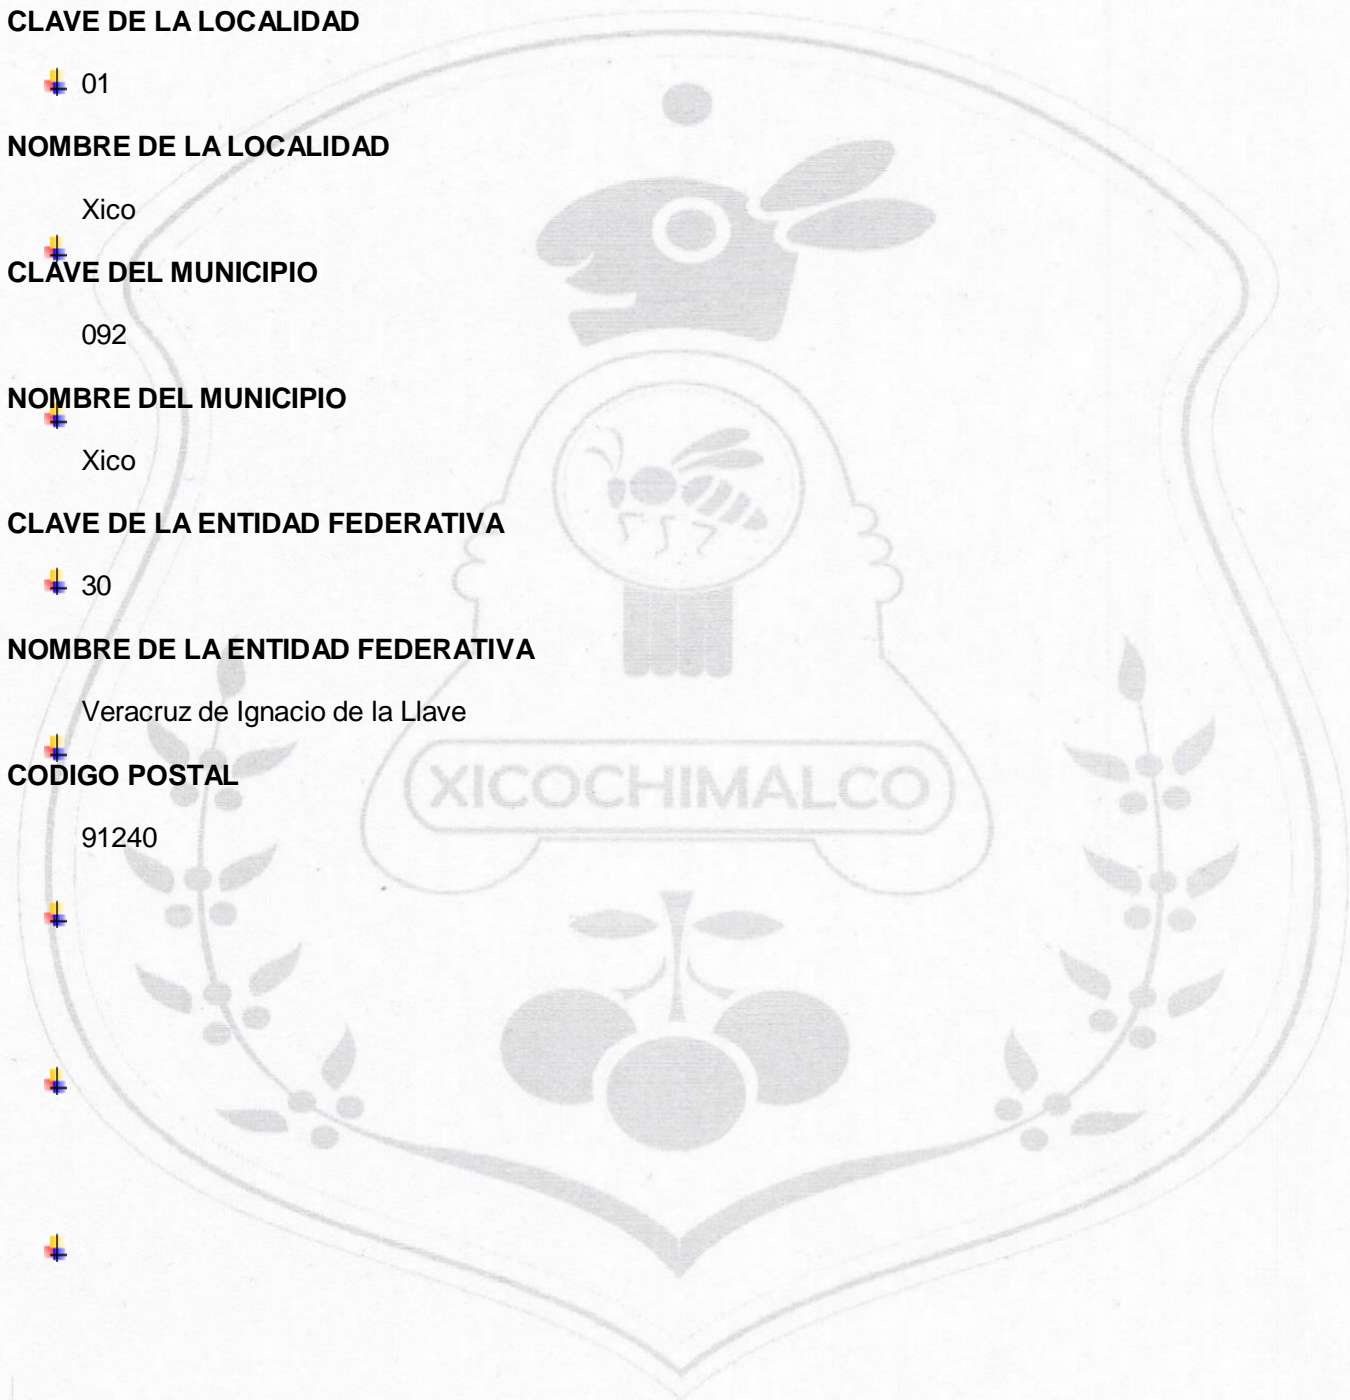 CLAVE DE LA LOCALIDAD
01
NOMBRE DE LA LOCALIDAD
Xico
CLAVE DEL MUNICIPIO
092
NOMBRE DEL MUNICIPIO
Xico
CLAVE DE LA ENTIDAD FEDERATIVA
30
NOMBRE DE LA ENTIDAD FEDERATIVA
Veracruz de Ignacio de la Llave
CODIGO POSTAL
XICOCHIMALCO
91240